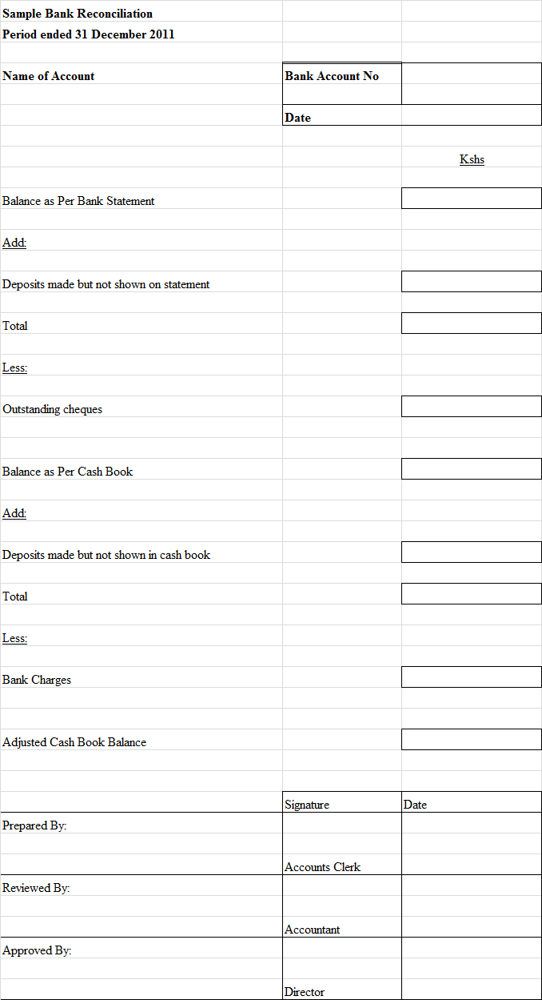 Sample Bank Reconciliation
Period ended 31 December 2011
Name of Account Bank Account No
Date
Kshs
Balance as Per Bank Statement
Add:
Deposits made but not shown on statement
Total
Less:
Outstanding cheques
Balance as Per Cash Book
Add:
Deposits made but not shown in cash book
Total
Less:
Bank Charges
Adjusted Cash Book Balance
Signature Date
Prepared By:
Accounts Clerk
Reviewed By:
Accountant
Approved By:
Director